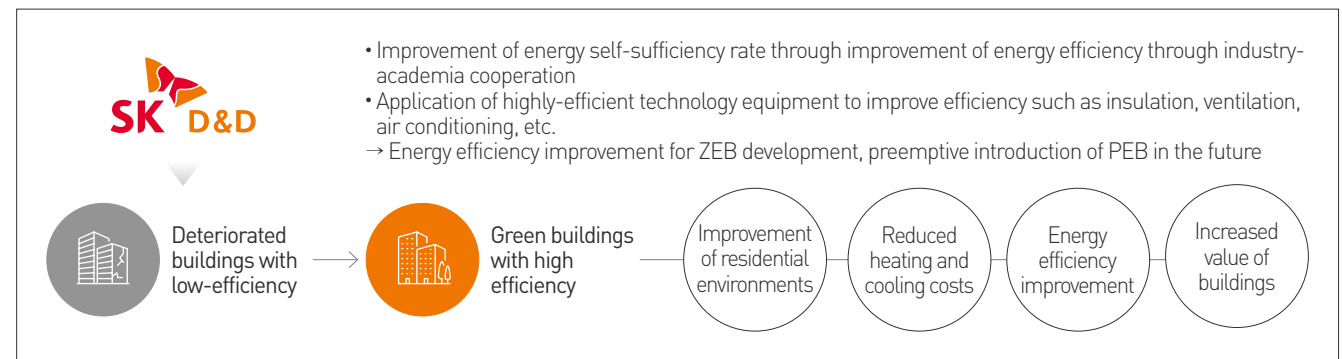 SK D&D
• Improvement of energy self-sufficiency rate through improvement of energy efficiency through industry-
academia cooperation
• Application of highly-efficient technology equipment to improve efficiency such as insulation, ventilation,
air conditioning, etc.
→ Energy efficiency improvement for ZEB development, preemptive introduction of PEB in the future
Deteriorated
buildings with
low-efficiency
Green buildings
with high
efficiency
Improvement
of residential
environments
Reduced
heating and
cooling costs
Energy
efficiency
improvement
Increased
value of
buildings